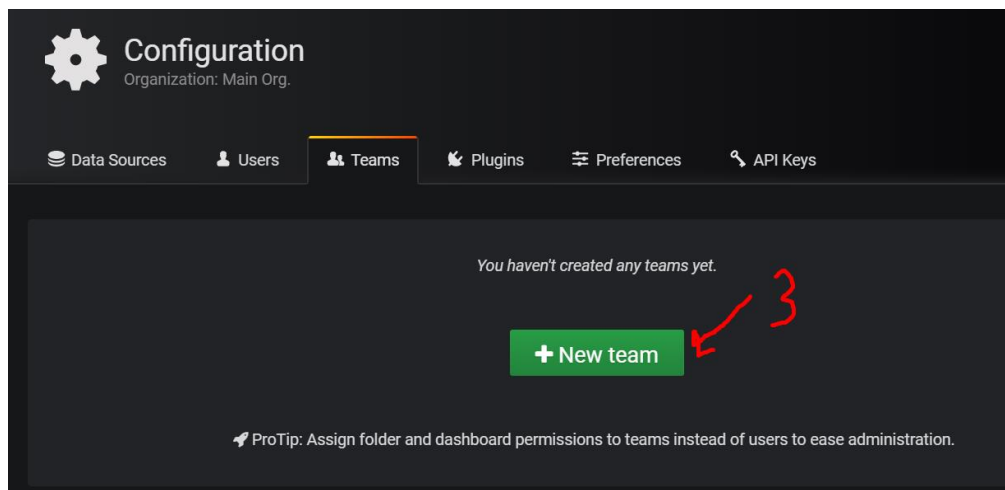 Configuration
Organization: Main Org.
Data Sources Users Teams Plugins Preferences API Keys
You haven't created any teams yet.
3
+ New team
ProTip: Assign folder and dashboard permissions to teams instead of users to ease administration.